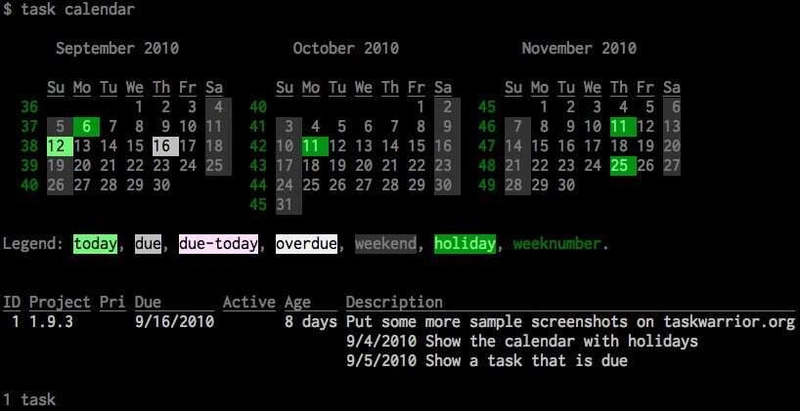 $ task calendar
September 2010 October 2010 November 2010
Su Mo Tu We Th Fr Sa Su Mo Tu We Th Fr Sa Su Mo Tu We Th Fr Sa
36 1 2 3 4 40 1 2 45 1 2 3 4 5 6
37 5 6 7 8 9 10 11 41 3 4 5 6 7 8 9 46 7 8 9 10 11 12 13
38 12 13 14 15 16 17 18 42 10 11 12 13 14 15 16 47 14 15 16 17 18 19 20
39 19 20 21 22 23 24 25 43 17 18 19 20 21 22 23 48 21 22 23 24 25 26 27
40 26 27 28 29 30 44 24 25 26 27 28 29 30 49 28 29 30
45 31
Legend: today, due, due-today, overdue, weekend, holiday, weeknumber.
ID Project Pri Due Active Age Description
1 1.9.3 9/16/2010 8 days Put some more sample screenshots on taskwarrior.org
9/4/2010 Show the calendar with holidays
9/5/2010 Show a task that is due
1 task